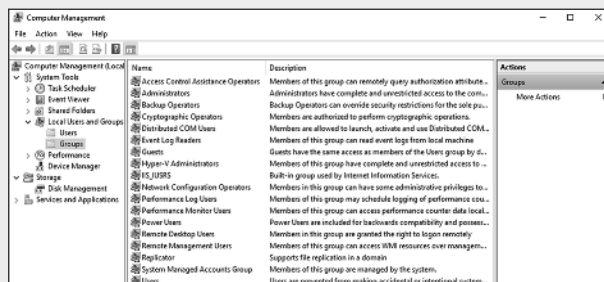 Computer Management
File Action View Help
Computer Management (Local
System Tools
Task Scheduler
Event Viewer
Shared Folders
Local Users and Groups
Users
Groups
Performance
Device Manager
Storage
Disk Management
Services and Applications
Name Description
Access Control Assistance Operators Members of this group can remotely query authorization attribute...
Administrators Administrators have complete and unrestricted access to the com...
Backup Operators Backup Operators can override security restrictions for the sole pu...
Cryptographic Operators Members are authorized to perform cryptographic operations.
Distributed COM Users Members are allowed to launch, activate and use Distributed COM...
Event Log Readers Members of this group can read event logs from local machine
Guests Guests have the same access as members of the Users group by d...
Hyper-V Administrators Members of this group have complete and unrestricted access to ...
IIS_IUSRS Built-in group used by Internet Information Services.
Network Configuration Operators Members in this group can have some administrative privileges to...
Performance Log Users Members of this group may schedule logging of performance cou...
Performance Monitor Users Members of this group can access performance counter data local...
Power Users Power Users are included for backwards compatibility and possess...
Remote Desktop Users Members in this group are granted the right to logon remotely
Remote Management Users Members of this group can access WMI resources over managem...
Replicator Supports file replication in a domain
System Managed Accounts Group Members of this group are managed by the system.
Users Users are prevented from making accidental or intentional system...
Actions
Groups
More Actions